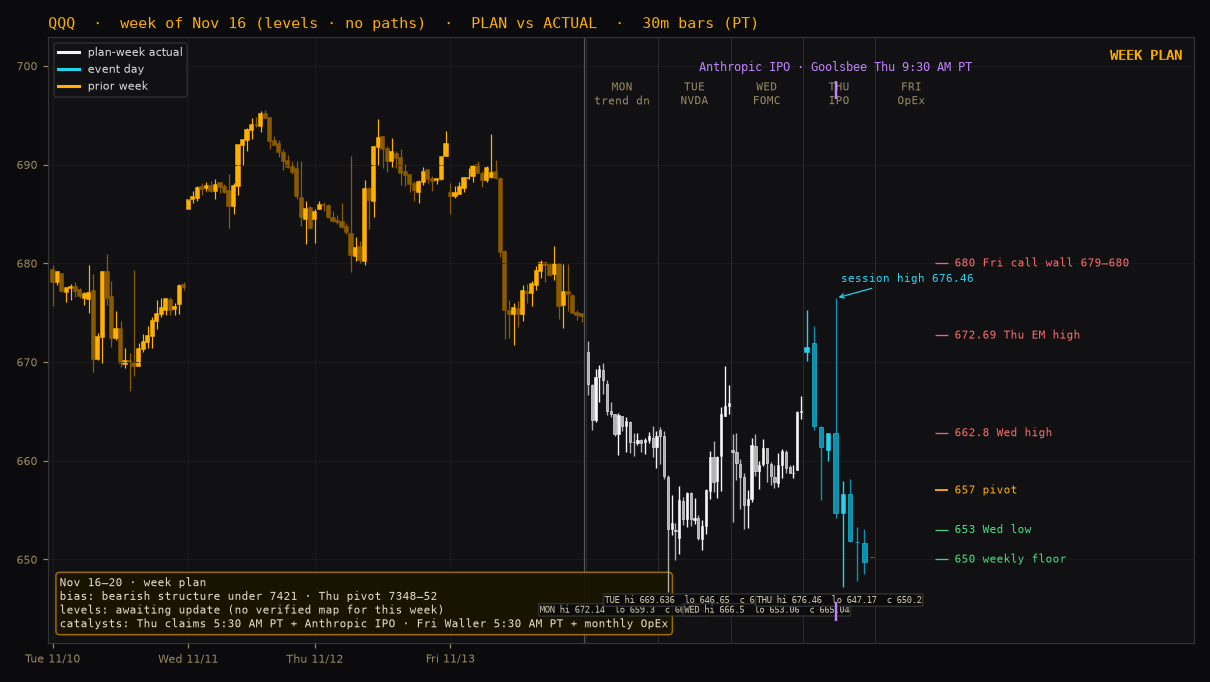 QQQ · week of Nov 16 (levels · no paths) · PLAN vs ACTUAL · 30m bars (PT)
plan-week actual
event day
prior week
WEEK PLAN
Anthropic IPO · Goolsbee Thu 9:30 AM PT
MON TUE WED THU FRI
trend dn NVDA FOMC IPO OpEx
700
690
680
670
660
650
680 Fri call wall 679–680
session high 676.46
672.69 Thu EM high
662.8 Wed high
657 pivot
653 Wed low
650 weekly floor
Nov 16–20 · week plan
bias: bearish structure under 7421 · Thu pivot 7348–52
levels: awaiting update (no verified map for this week)
catalysts: Thu claims 5:30 AM PT + Anthropic IPO · Fri Waller 5:30 AM PT + monthly OpEx
TUE hi 669.636 lo 646.65 c
THU hi 676.46 lo 647.17 c 650.2
MON hi 672.14 lo 659.3 c
WED hi 666.5 lo 653.06 c 665.04
Tue 11/10 Wed 11/11 Thu 11/12 Fri 11/13